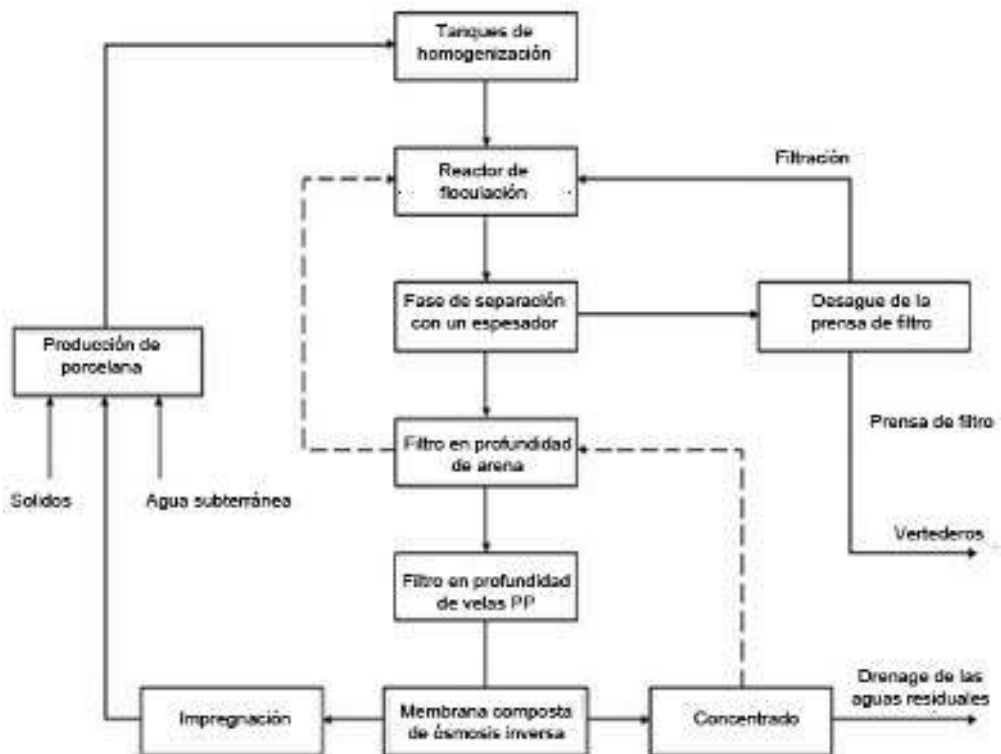 Tanques de
homogenización
Reactor de
floculación
Filtración
Fase de separación
con un espesador
Desague de la
prensa de filtro
Producción de
porcelana
Prensa de filtro
Filtro en profundidad
de arena
Solidos
Agua subterránea
Vertederos
Filtro en profundidad
de velas PP
Impregnación
Membrana composta
de ósmosis inversa
Concentrado
Drenage de las
aguas residuales